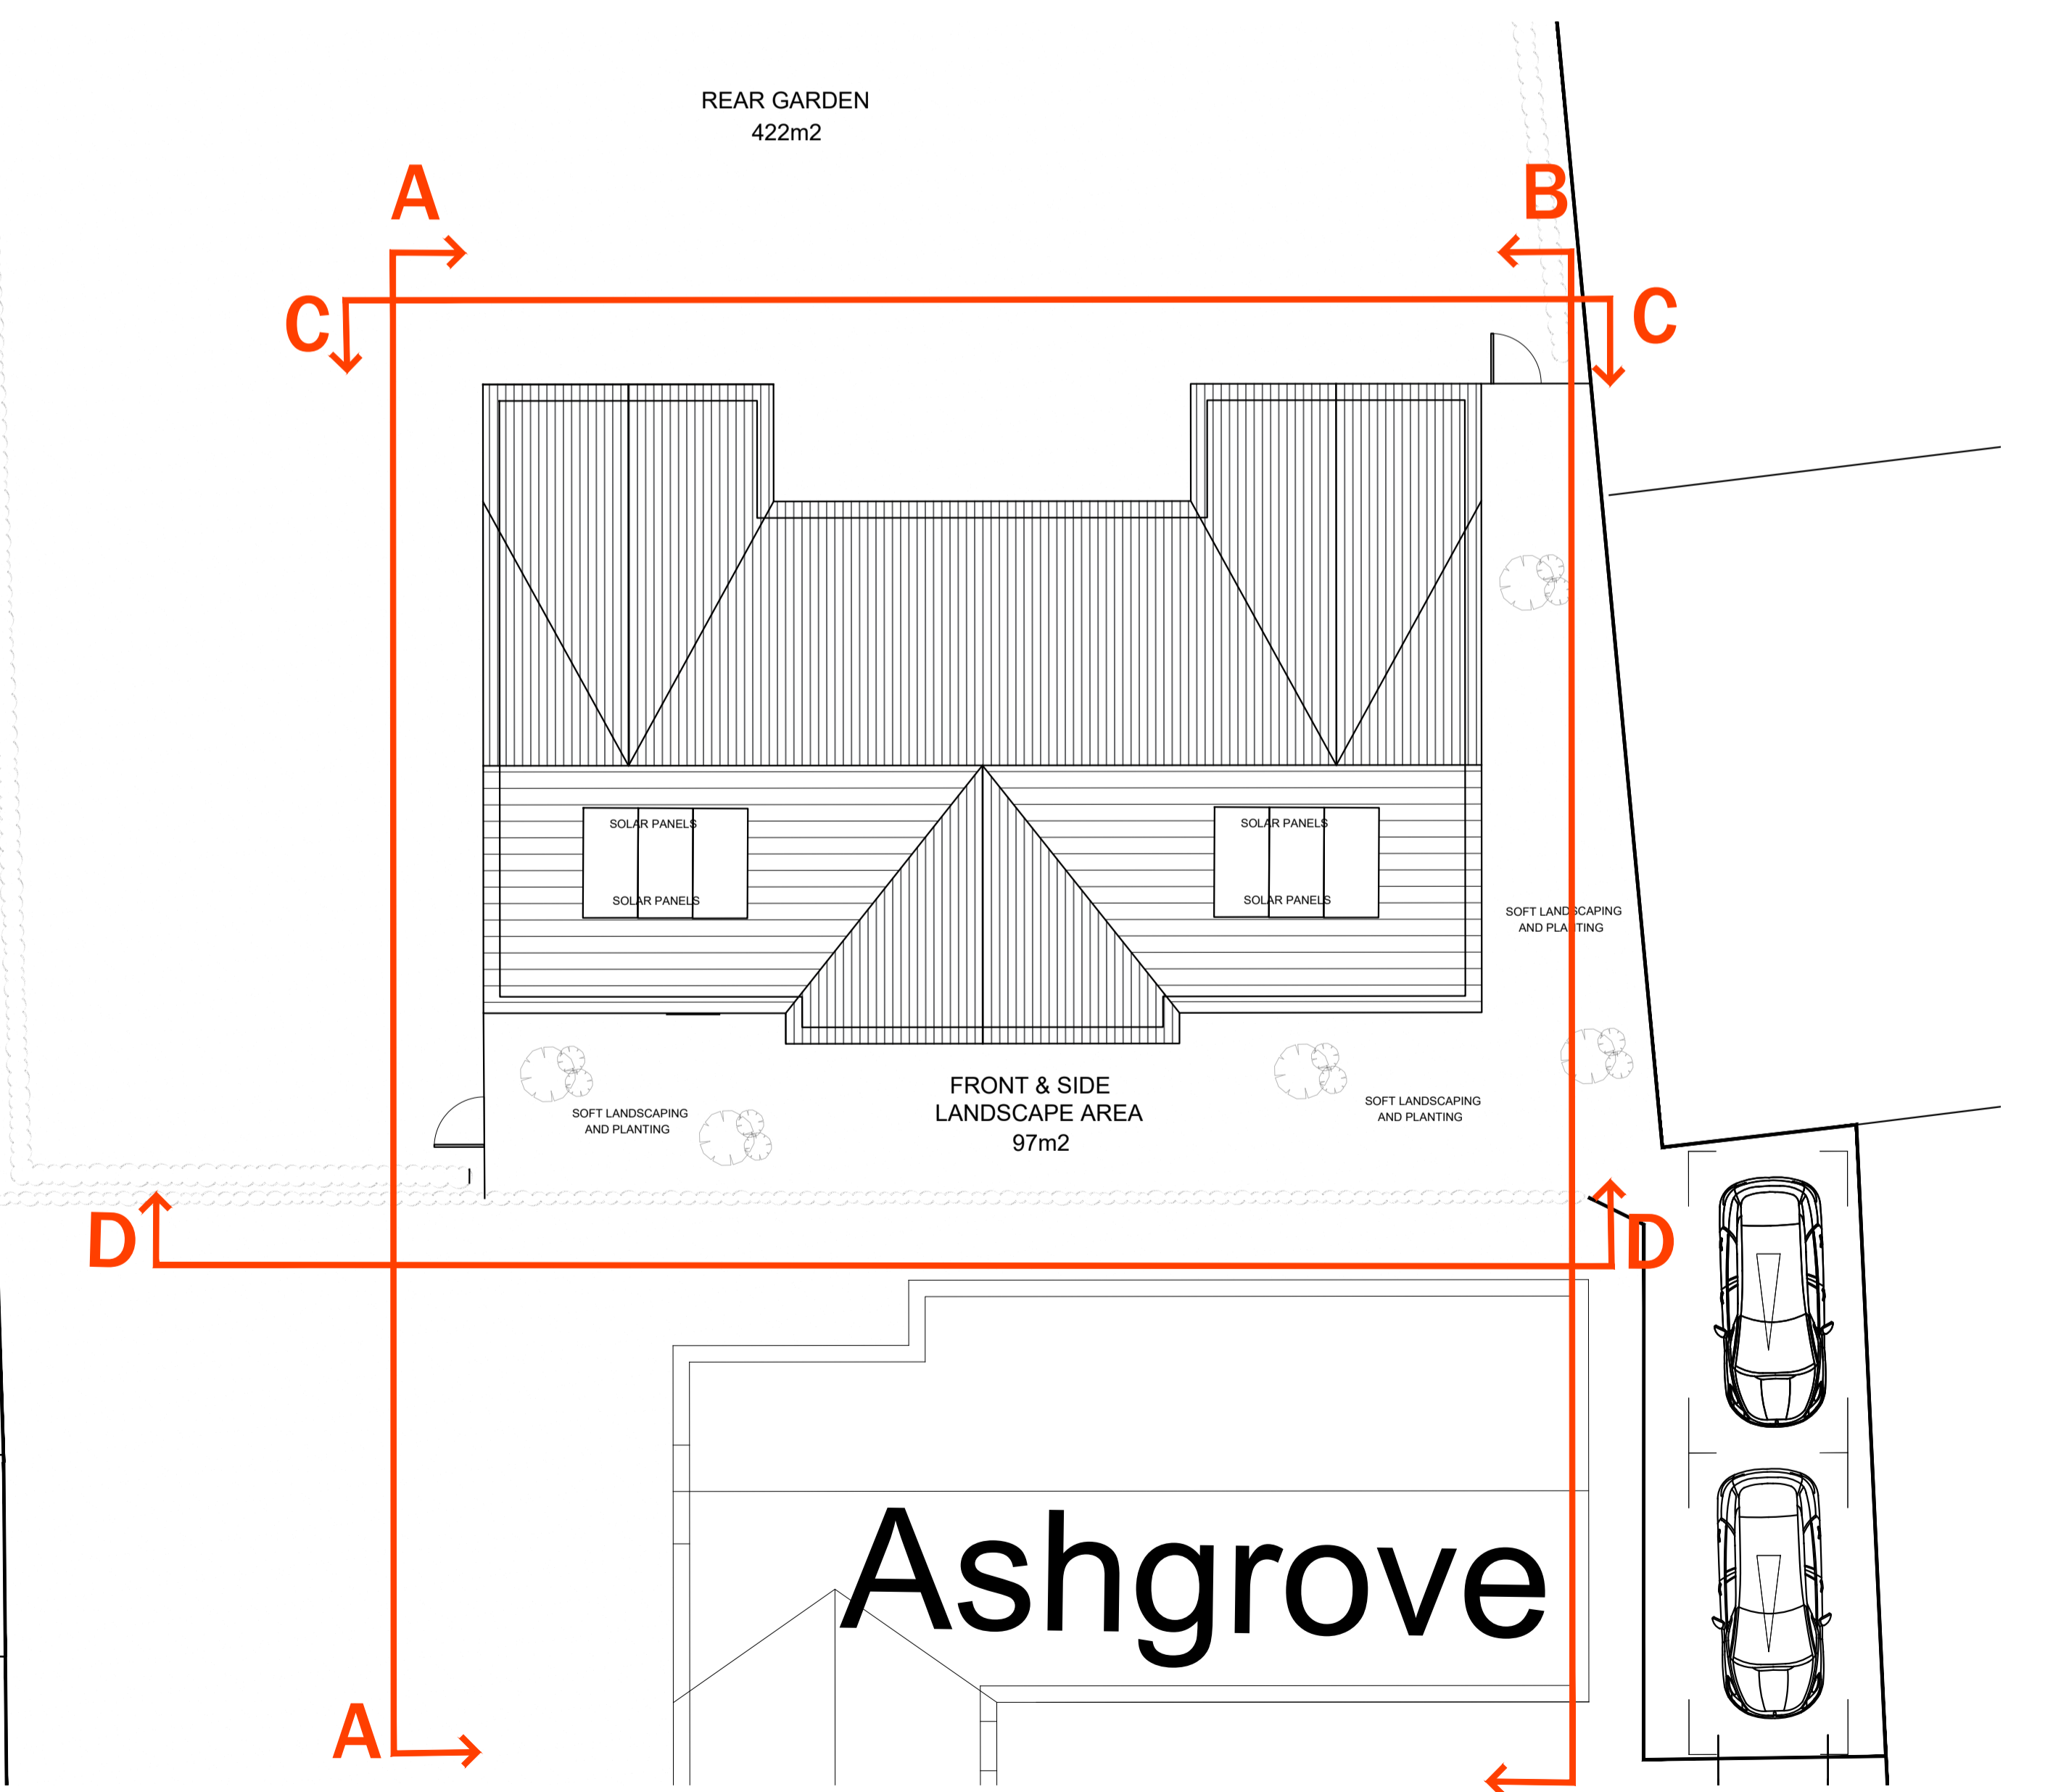 REAR GARDEN
422m2
A
B
C
C
SOLAR PANELS
SOLAR PANELS
SOLAR PANELS
SOLAR PANELS
SOFT LANDSCAPING
AND PLANTING
FRONT & SIDE
LANDSCAPE AREA
97m2
SOFT LANDSCAPING
AND PLANTING
SOFT LANDSCAPING
AND PLANTING
D
D
Ashgrove
A